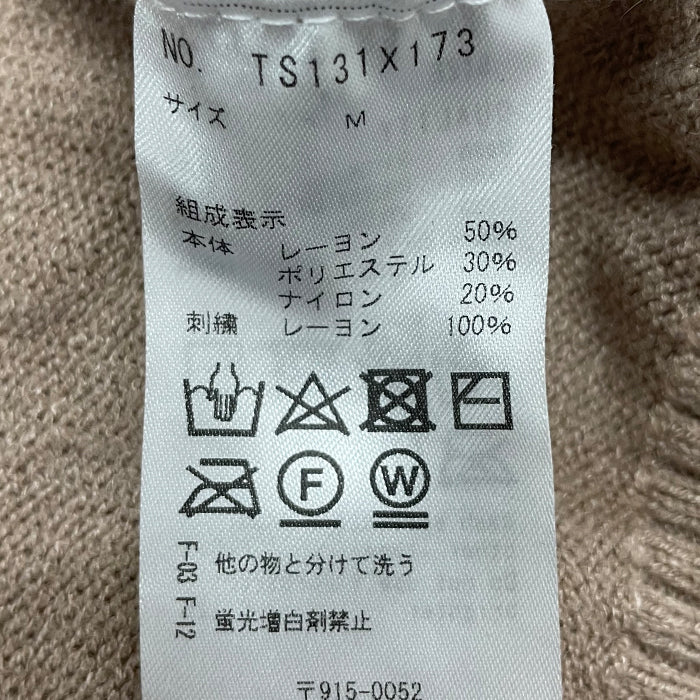 NO. TS131X173
サイズ M
組成表示
本体 レーヨン 50%
ポリエステル 30%
ナイロン 20%
刺繍 レーヨン 100%
F
W
F-03 F-12
他の物と分けて洗う
蛍光増白剤禁止
〒915-0052